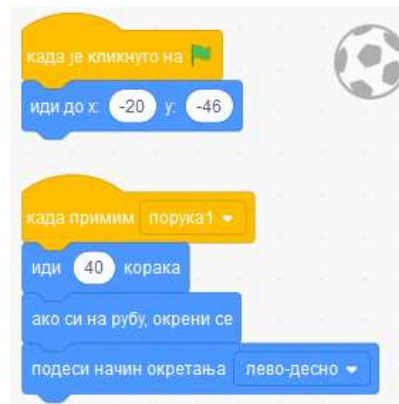 када је кликнуто на
иди до x: -20 y: -46
када примим порука1
иди 40 корака
ако си на рубу, окрени се
подеси начин окретања лево-десно